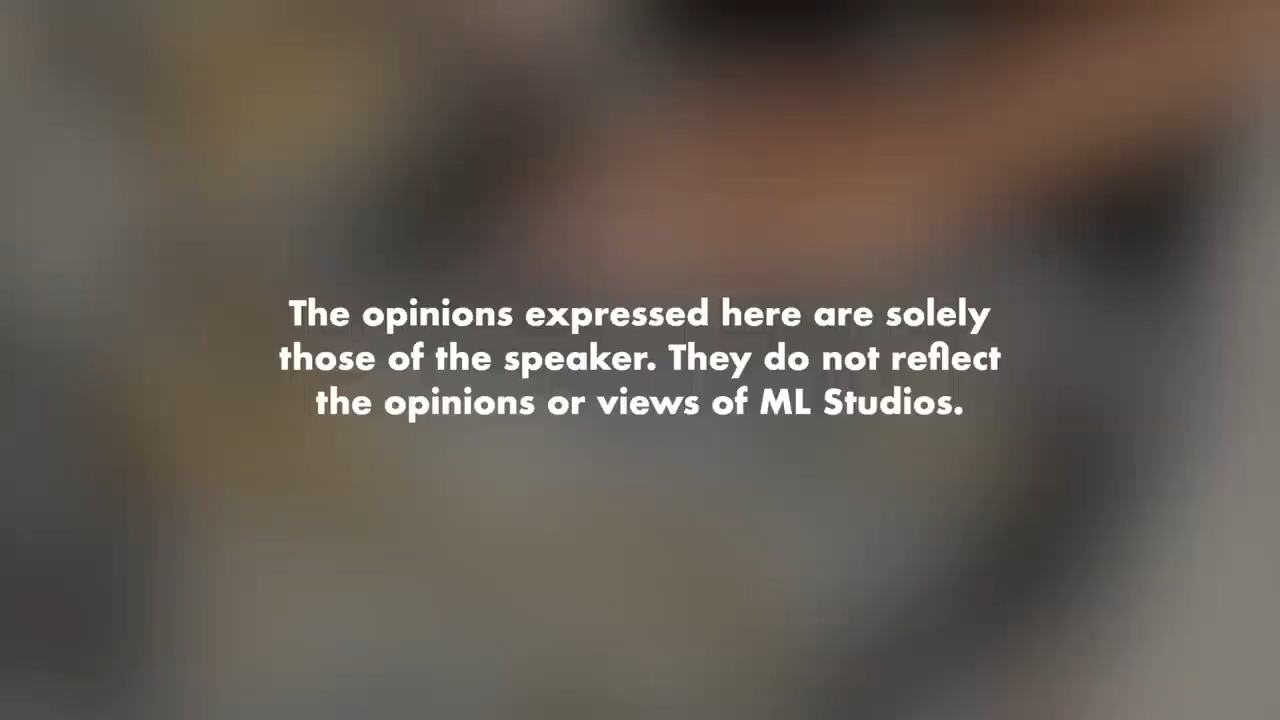 The opinions expressed here are solely
those of the speaker. They do not reflect
the opinions or views of ML Studios.